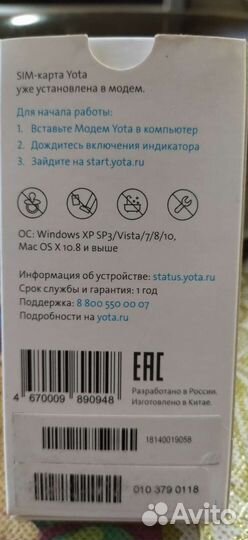 SIM-карта Yota
уже установлена в модем.
Для начала работы:
1. Вставьте Модем Yota в компьютер
2. Дождитесь включения индикатора
3. Зайдите на start.yota.ru
ОС: Windows XP SP3/Vista/7/8/10,
Mac OS X 10.8 и выше
Информация об устройстве: status.yota.ru
Срок службы и гарантия: 1 год
Поддержка: 8 800 550 00 07
Подробности на yota.ru
EAC
Разработано в России.
Изготовлено в Китае.
4 670009 890948
18140019058
010 379 0118
Avito